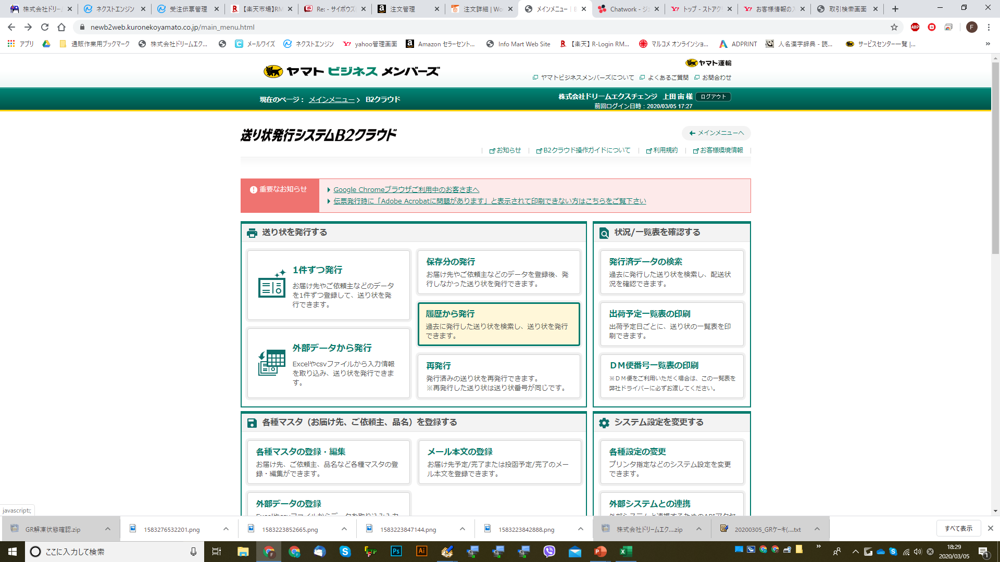 株式会社ドリー
ネクストエンジン
受注伝票管理
【楽天市場】RM
Re: - サイボウズ(
注文管理
注文詳細 | Wo
メインメニュー | B
Chatwork - ジ
トップ - ストアク
お客様情報の
取引検索画面
newb2web.kuronekoyamato.co.jp/main_menu.html
ABP
F
アプリ
通販作業用ブックマーク
株式会社ドリームエク...
メールワイズ
ネクストエンジン
yahoo管理画面
Amazon セラーセント...
Info Mart Web Site
【楽天】 R-Login RM...
マルコメ オンラインショ...
ADPRINT
人名漢字辞典 - 読...
サービスセンター一覧 |...
»
ヤマト ビジネス メンバーズ
ヤマト運輸
ヤマトビジネスメンバーズについて
よくあるご質問
お問合わせ
現在のページ： メインメニュー > B2クラウド
株式会社ドリームエクスチェンジ 上田 宙 様 ログアウト
前回ログイン日時：2020/03/05 17:27
送り状発行システムB2クラウド
メインメニューへ
お知らせ
B2クラウド操作ガイドについて
利用規約
お客様環境情報
重要なお知らせ
Google Chromeブラウザご利用中のお客さまへ
伝票発行時に「Adobe Acrobatに問題があります」と表示されて印刷できない方はこちらをご覧下さい
送り状を発行する
1件ずつ発行
お届け先やご依頼主などのデータ
を1件ずつ登録して、送り状を発
行できます。
保存分の発行
お届け先やご依頼主などのデータを登録後、発
行しなかった送り状を発行できます。
履歴から発行
過去に発行した送り状を検索し、送り状を発行
できます。
外部データから発行
Excelやcsvファイルから入力情報
を取り込み、送り状を発行できま
す。
再発行
発行済みの送り状を再発行できます。
※再発行した送り状は送り状番号が同じです。
状況/一覧表を確認する
発行済データの検索
過去に発行した送り状を検索し、配送状
況を確認できます。
出荷予定一覧表の印刷
出荷予定日ごとに、送り状の一覧表を印
刷できます。
ＤＭ便番号一覧表の印刷
※ＤＭ便をご利用いただく場合は、この一覧表を
弊社ドライバーに必ずお渡してください。
各種マスタ（お届け先、ご依頼主、品名）を登録する
各種マスタの登録・編集
お届け先、ご依頼主、品名など各種マスタの登
録・編集ができます。
メール本文の登録
お届け予定/完了または投函予定/完了のメー
ル本文を登録できます。
外部データの登録
Excelやcsvファイルからデータを取り込み入力
システム設定を変更する
各種設定の変更
プリンタ指定などのシステム設定を変更
できます。
外部システムとの連携
外部システムと連携するためのAPIアクセ
javascript:;
GR解凍状態確認.zip
1583276532201.png
1583223852665.png
1583223847144.png
1583223842888.png
株式会社ドリームエク....zip
20200305_GRケーキ(....txt
すべて表示
ここに入力して検索
18:29
2020/03/05
1